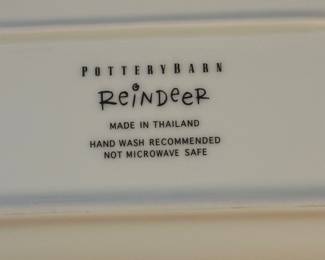 POTTERYBARN
REiNDEER
MADE IN THAILAND
HAND WASH RECOMMENDED
NOT MICROWAVE SAFE